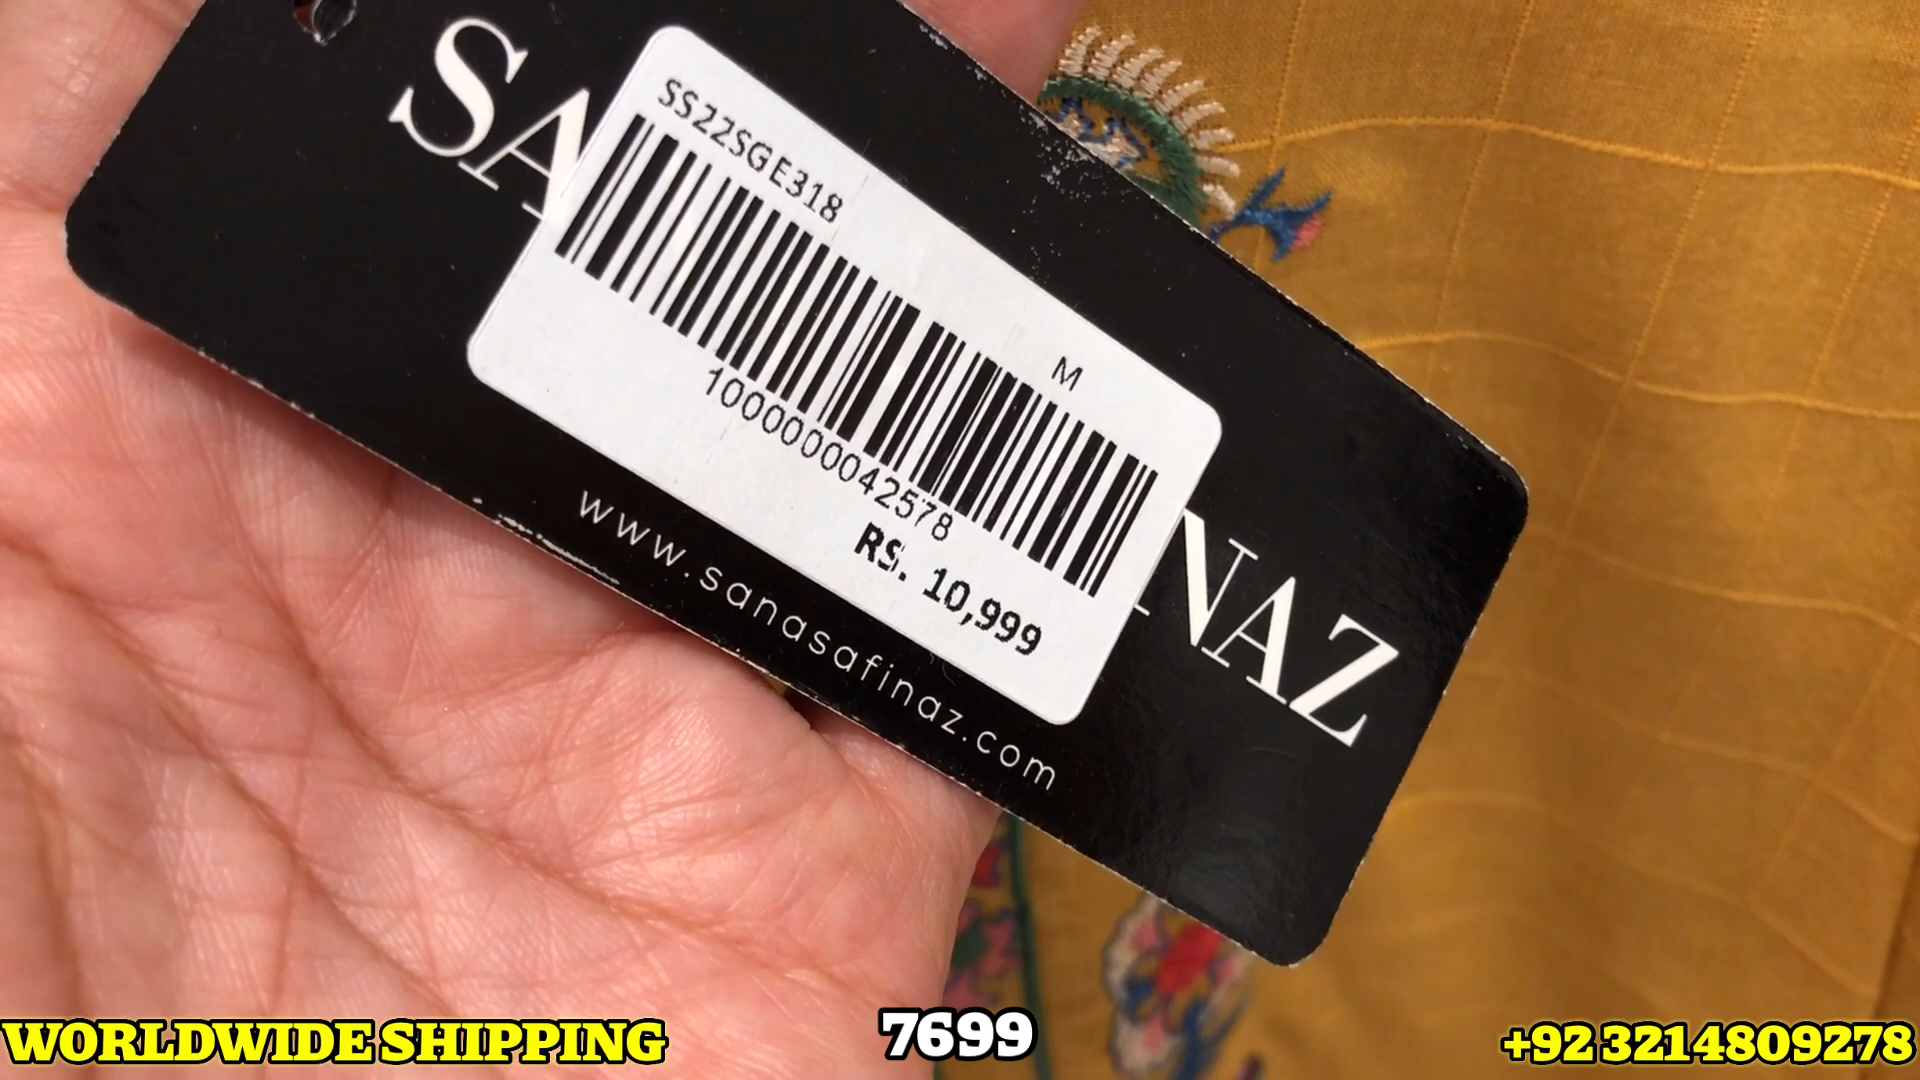 SA
NAZ
SS22SGE318
M
1000000042578
RS. 10,999
www.sanasafinaz.com
WORLDWIDE SHIPPING
7699
+92 3214809278